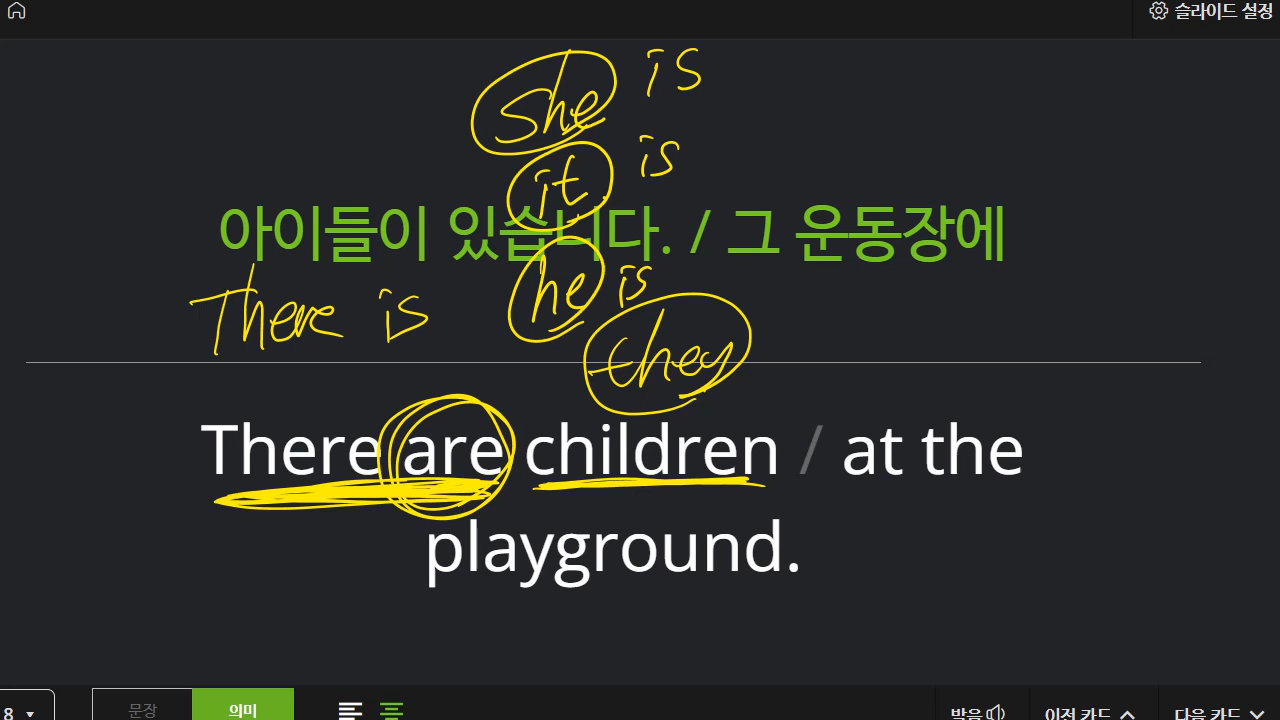 슬라이드 설정
She is
it is
아이들이 있습니다. / 그 운동장에
There is he is
they
There are children / at the
playground.
8 문장 의미 발음 이전 카드 다음 카드